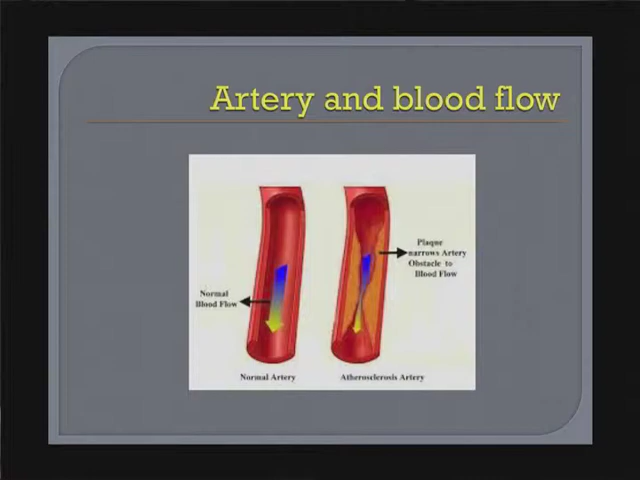 Artery and blood flow
Plaque
narrows Artery
Obstacle to
Blood Flow
Normal
Blood Flow
Normal Artery
Atherosclerosis Artery